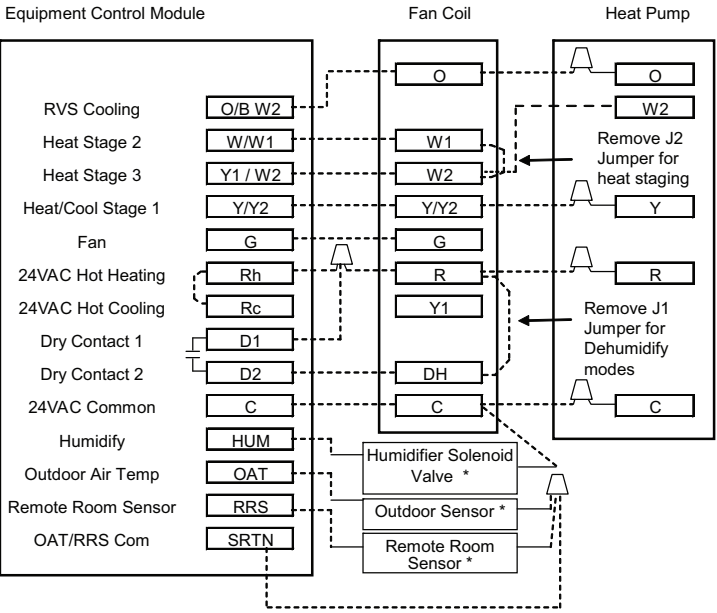 Equipment Control Module
Fan Coil
Heat Pump
O
O
RVS Cooling
O/B W2
W2
Heat Stage 2
W/W1
W1
Remove J2
Jumper for
heat staging
Heat Stage 3
Y1 / W2
W2
Heat/Cool Stage 1
Y/Y2
Y/Y2
Y
Fan
G
G
24VAC Hot Heating
Rh
R
R
24VAC Hot Cooling
Rc
Y1
Remove J1
Jumper for
Dehumidify
modes
Dry Contact 1
D1
Dry Contact 2
D2
DH
24VAC Common
C
C
C
Humidify
HUM
Humidifier Solenoid
Valve *
Outdoor Air Temp
OAT
Outdoor Sensor *
Remote Room Sensor
RRS
Remote Room
Sensor *
OAT/RRS Com
SRTN